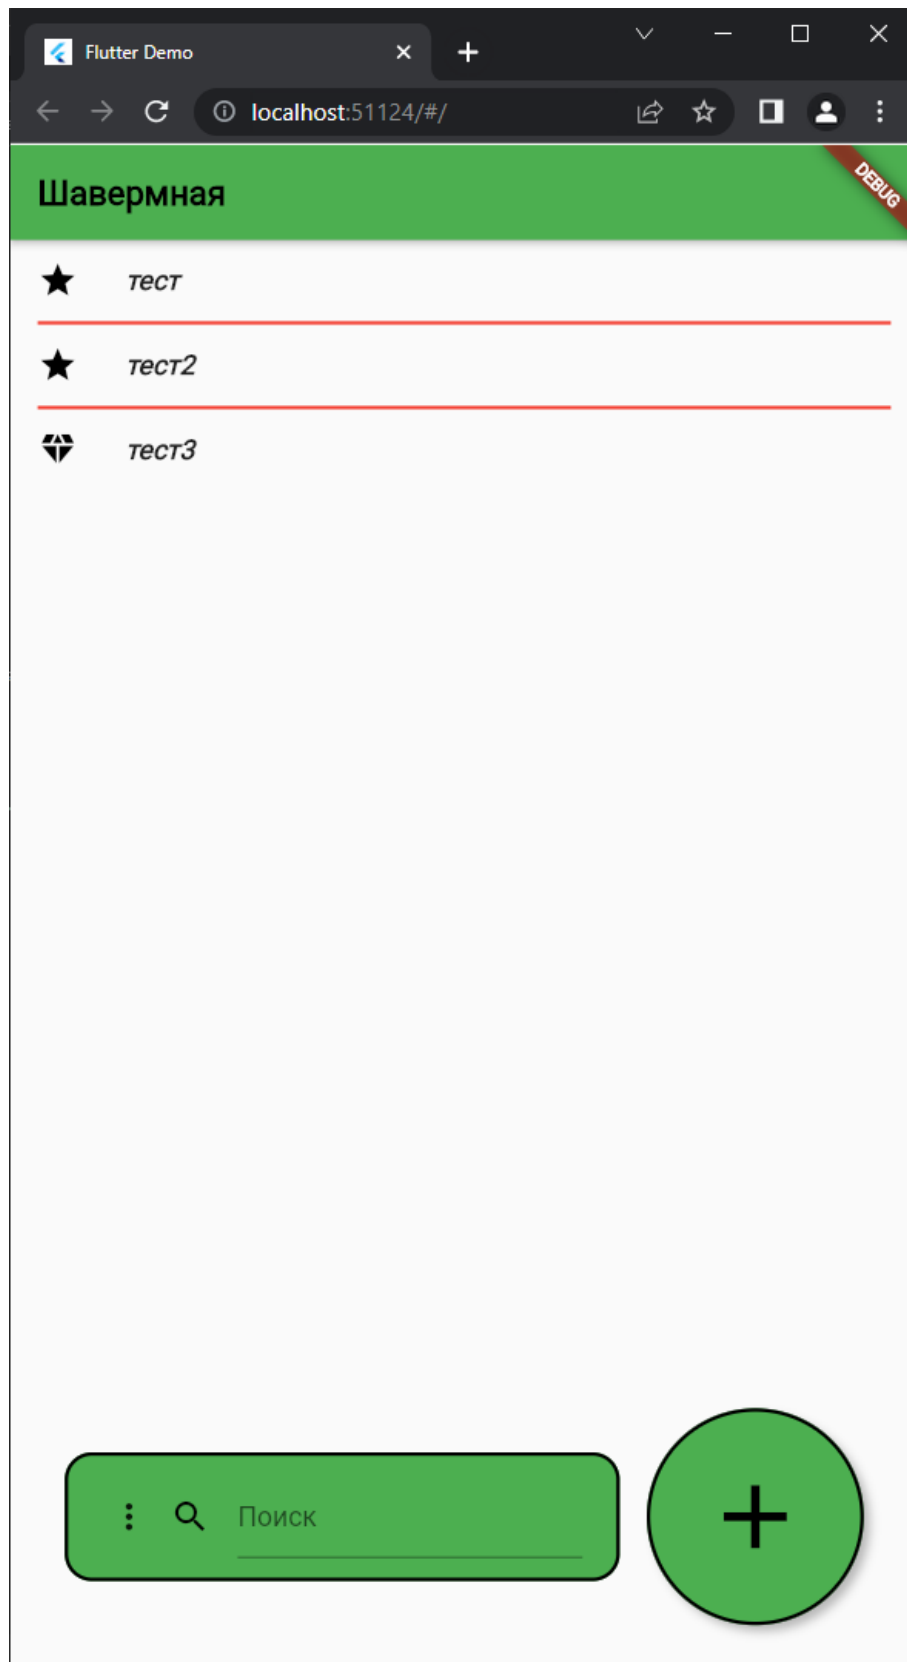 Flutter Demo
localhost:51124/#/
Шавермная
DEBUG
тест
тест2
тест3
Поиск